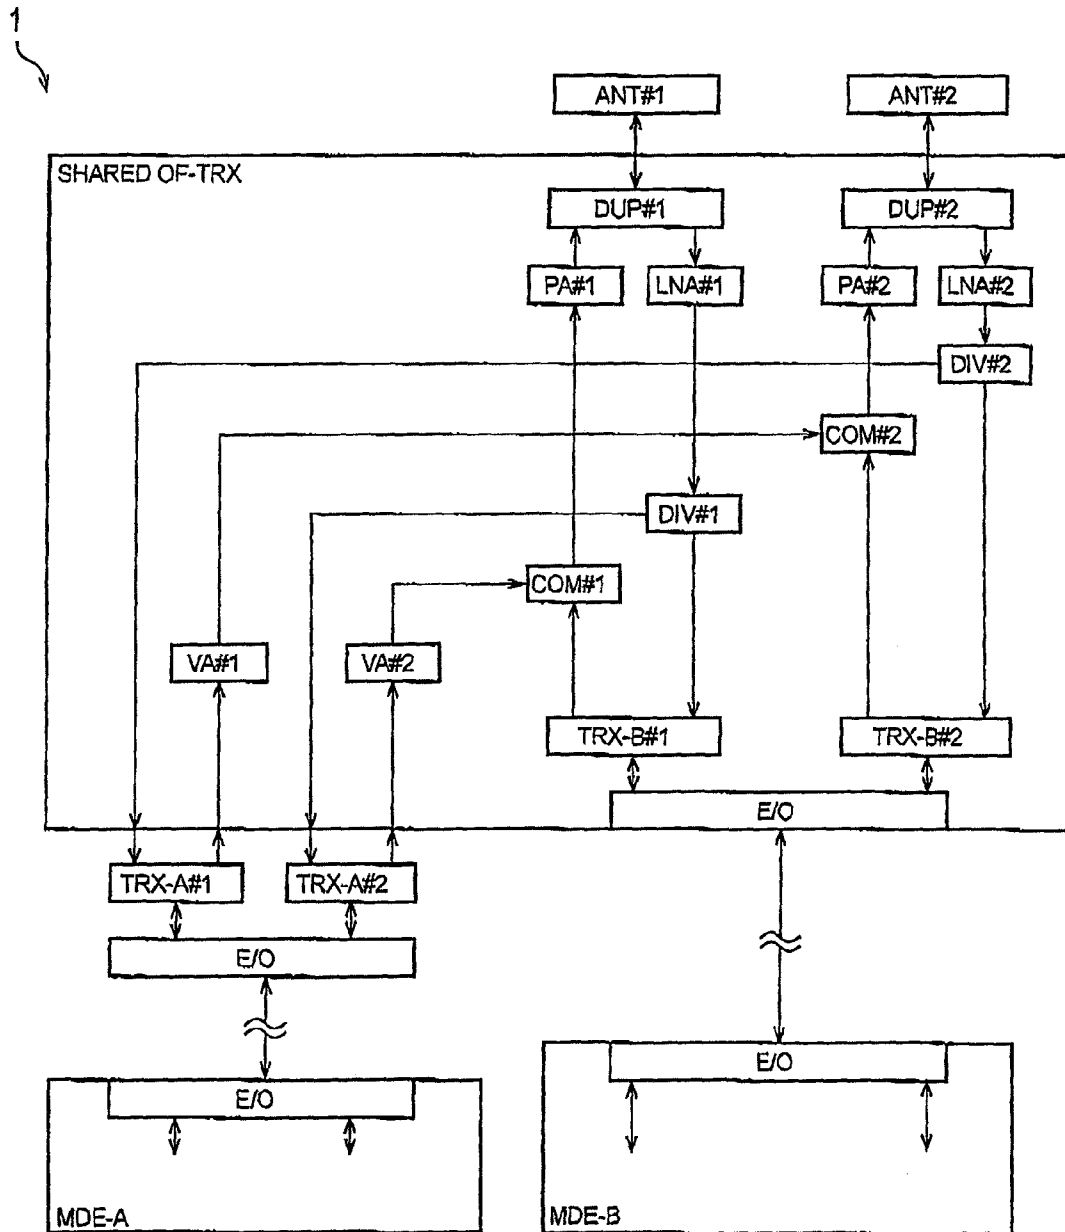 1
ANT#1
ANT#2
SHARED OF-TRX
DUP#1
DUP#2
PA#1
LNA#1
PA#2
LNA#2
DIV#2
COM#2
DIV#1
COM#1
VA#1
VA#2
TRX-B#1
TRX-B#2
E/O
TRX-A#1
TRX-A#2
E/O
E/O
E/O
MDE-A
MDE-B